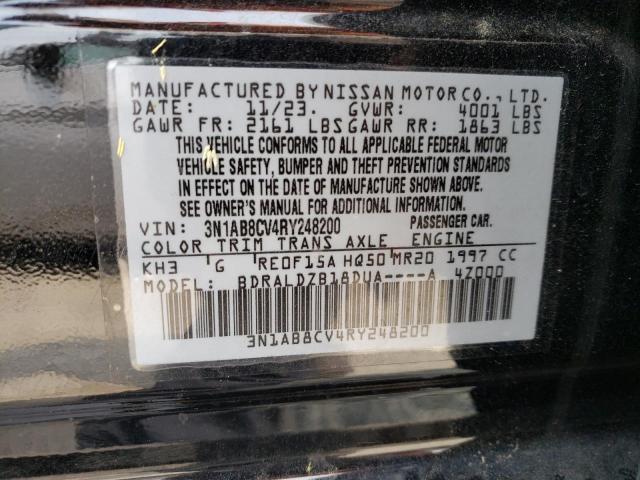 MANUFACTURED BY NISSAN MOTOR CO., LTD.
DATE: 11/23. GVWR: 4001 LBS
GAWR FR: 2161 LBS GAWR RR: 1863 LBS
THIS VEHICLE CONFORMS TO ALL APPLICABLE FEDERAL MOTOR
VEHICLE SAFETY, BUMPER AND THEFT PREVENTION STANDARDS
IN EFFECT ON THE DATE OF MANUFACTURE SHOWN ABOVE.
SEE OWNER'S MANUAL FOR ADDITIONAL INFORMATION.
VIN: 3N1AB8CV4RY248200 PASSENGER CAR.
COLOR TRIM TRANS AXLE ENGINE
KH3 G RE0F15A HQ50 MR20 1997 CC
MODEL: BDRALDZB18DUA----A 4Z000
3N1AB8CV4RY248200